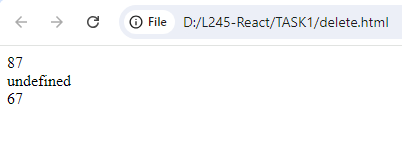 File D:/L245-React/TASK1/delete.html
87
undefined
67